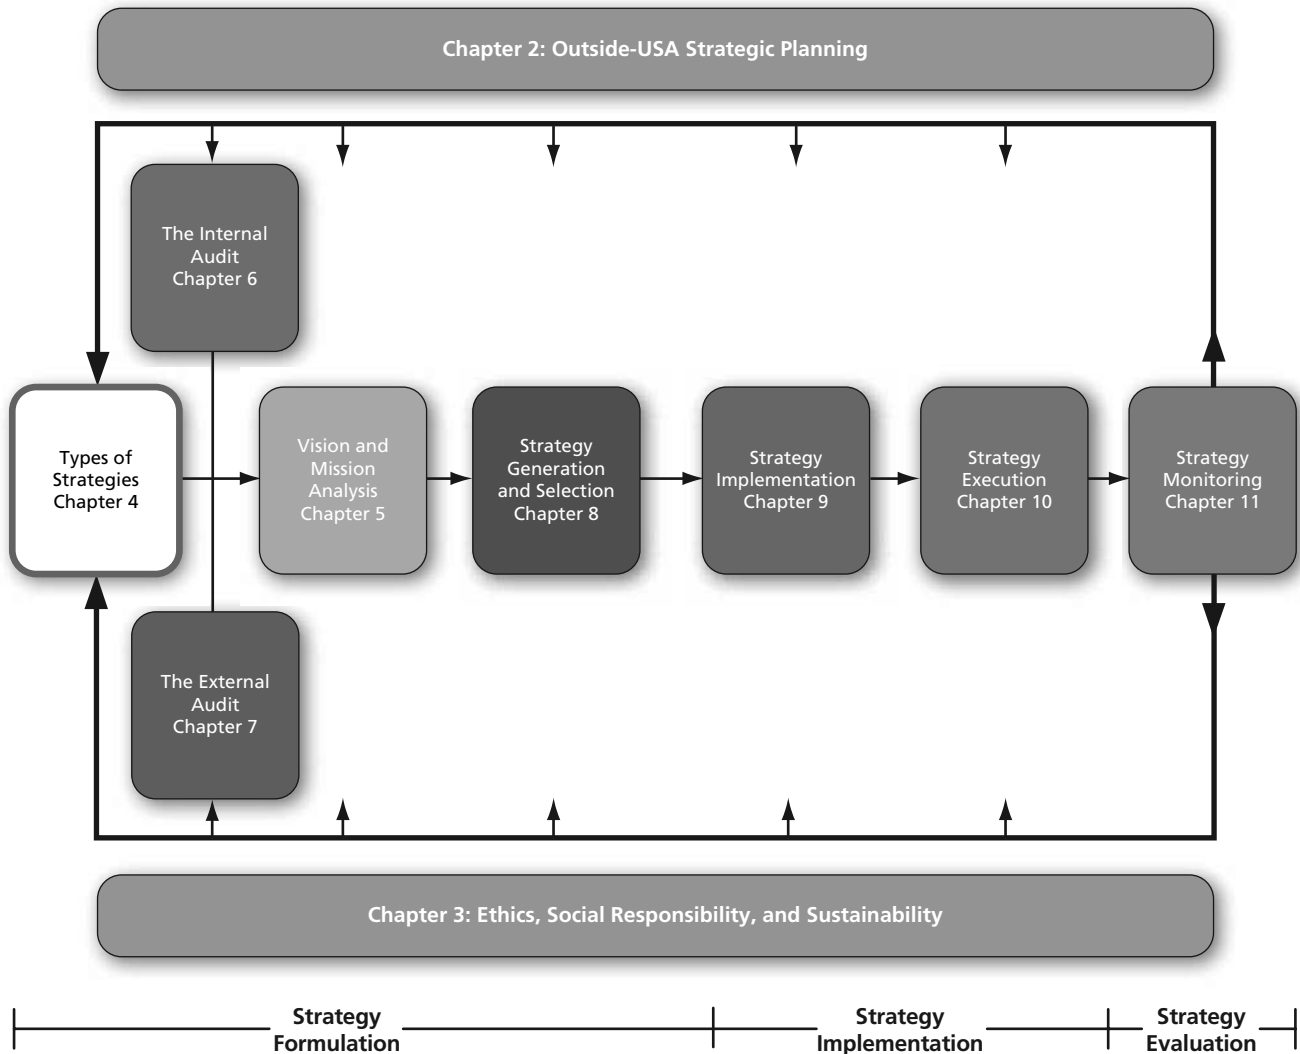 Chapter 2: Outside-USA Strategic Planning
The Internal
Audit
Chapter 6
Types of
Strategies
Chapter 4
Vision and
Mission
Analysis
Chapter 5
Strategy
Generation
and Selection
Chapter 8
Strategy
Implementation
Chapter 9
Strategy
Execution
Chapter 10
Strategy
Monitoring
Chapter 11
The External
Audit
Chapter 7
Chapter 3: Ethics, Social Responsibility, and Sustainability
Strategy
Formulation
Strategy
Implementation
Strategy
Evaluation